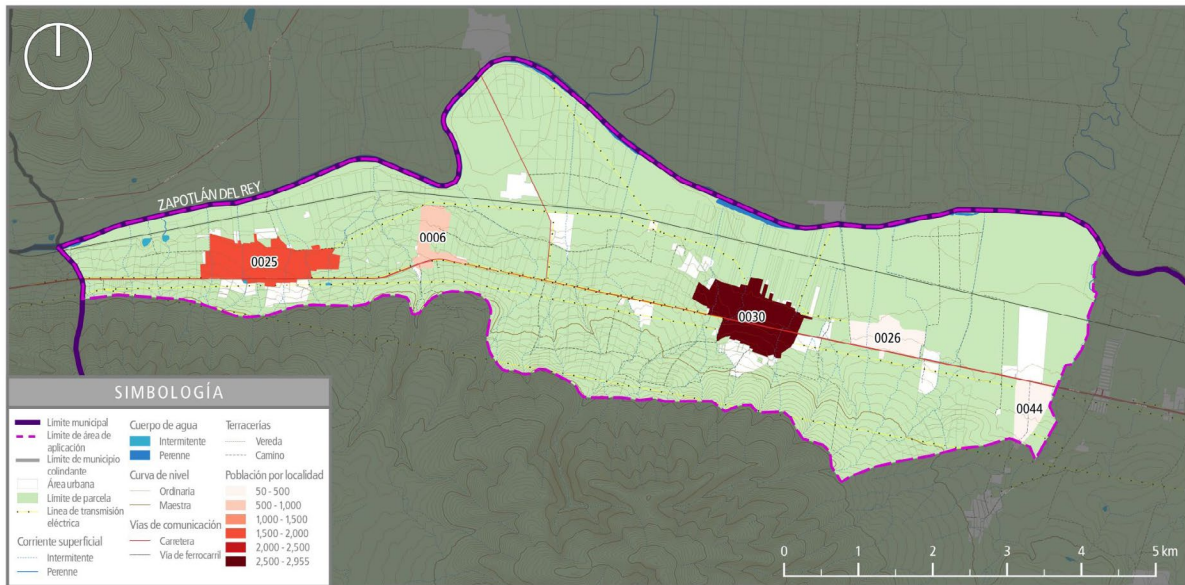 ZAPOTLÁN DEL REY
0006
0025
0030
0026
0044
SIMBOLOGÍA
Límite municipal
Límite de área de
aplicación
Límite de municipio
colindante
Área urbana
Límite de parcela
Línea de transmisión
eléctrica
Corriente superficial
Intermitente
Perenne
Cuerpo de agua
Intermitente
Perenne
Curva de nivel
Ordinaria
Maestra
Vías de comunicación
Carretera
Vía de ferrocarril
Terracerías
Vereda
Camino
Población por localidad
50 - 500
500 - 1,000
1,000 - 1,500
1,500 - 2,000
2,000 - 2,500
2,500 - 2,955
0 1 2 3 4 5 km